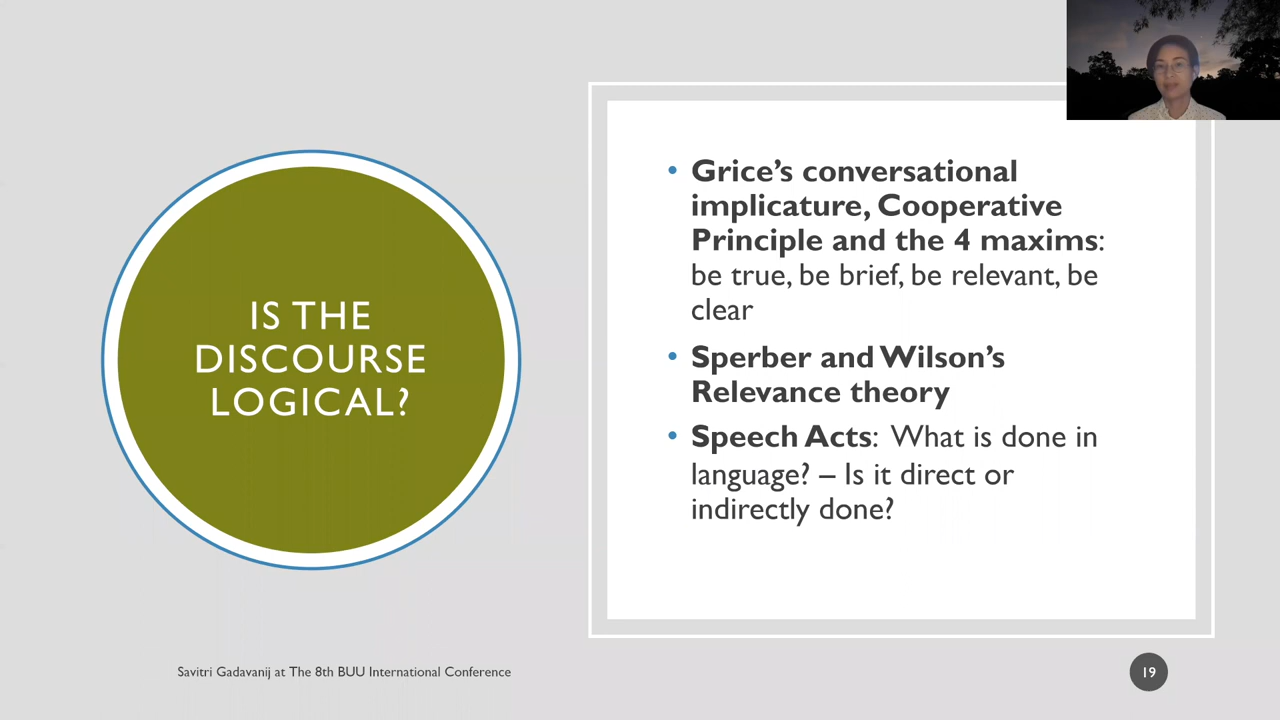 IS THE
DISCOURSE
LOGICAL?
• Grice’s conversational
implicature, Cooperative
Principle and the 4 maxims:
be true, be brief, be relevant, be
clear
• Sperber and Wilson’s
Relevance theory
• Speech Acts: What is done in
language? – Is it direct or
indirectly done?
Savitri Gadavanij at The 8th BUU International Conference
19